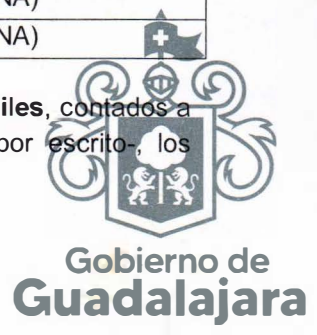 NA)
NA)
iles, contados a
por escrito-, los
Gobierno de
Guadalajara